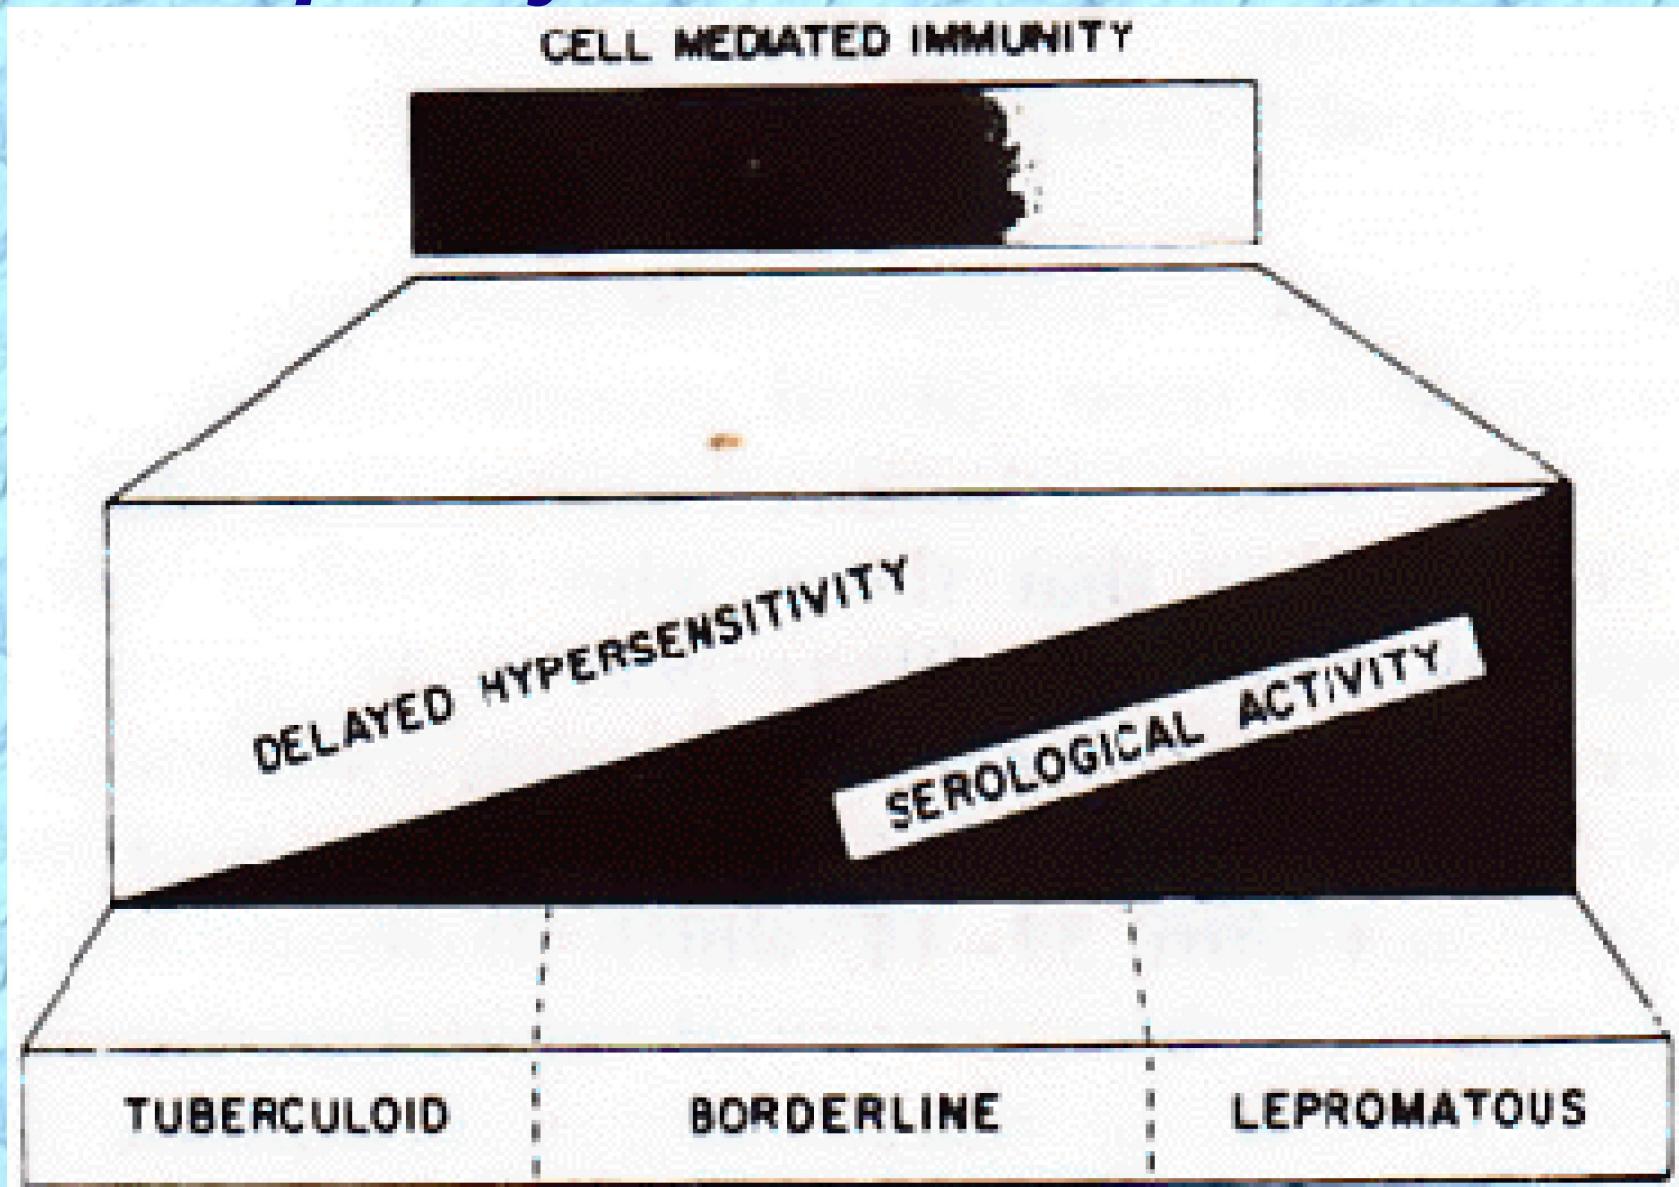 CELL MEDIATED IMMUNITY
DELAYED HYPERSENSITIVITY
SEROLOGICAL ACTIVITY
TUBERCULOID
BORDERLINE
LEPROMATOUS